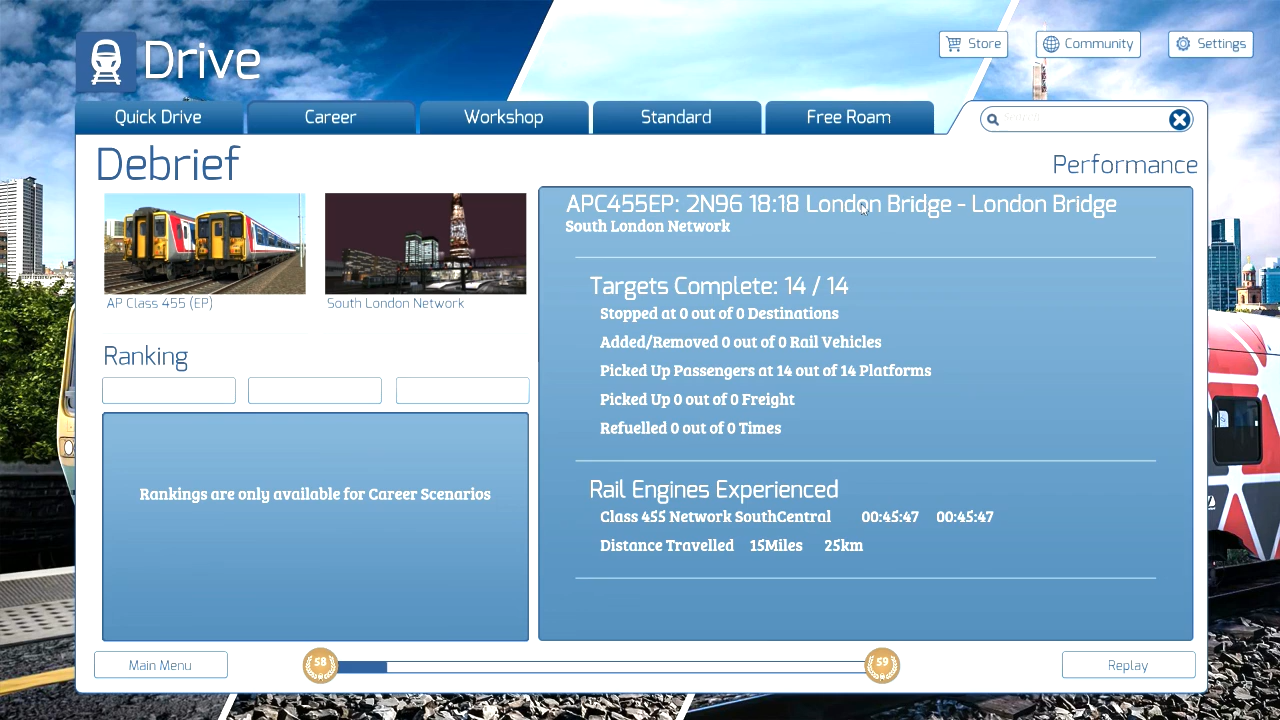 Drive
Store
Community
Settings
Quick Drive
Career
Workshop
Standard
Free Roam
Debrief
Performance
AP Class 455 (EP)
South London Network
Ranking
Rankings are only available for Career Scenarios
APC455EP: 2N96 18:18 London Bridge - London Bridge
South London Network
Targets Complete: 14 / 14
Stopped at 0 out of 0 Destinations
Added/Removed 0 out of 0 Rail Vehicles
Picked Up Passengers at 14 out of 14 Platforms
Picked Up 0 out of 0 Freight
Refuelled 0 out of 0 Times
Rail Engines Experienced
Class 455 Network SouthCentral 00:45:47 00:45:47
Distance Travelled 15Miles 25km
Main Menu
58
59
Replay